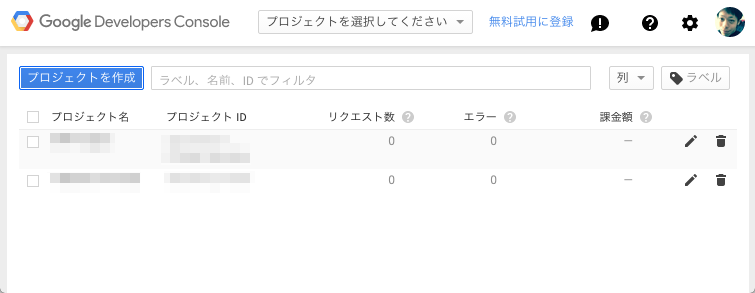 Google Developers Console プロジェクトを選択してください 無料試用に登録
プロジェクトを作成 ラベル、名前、ID でフィルタ 列 ラベル
プロジェクト名 プロジェクト ID リクエスト数 エラー 課金額
0 0 —
0 0 —